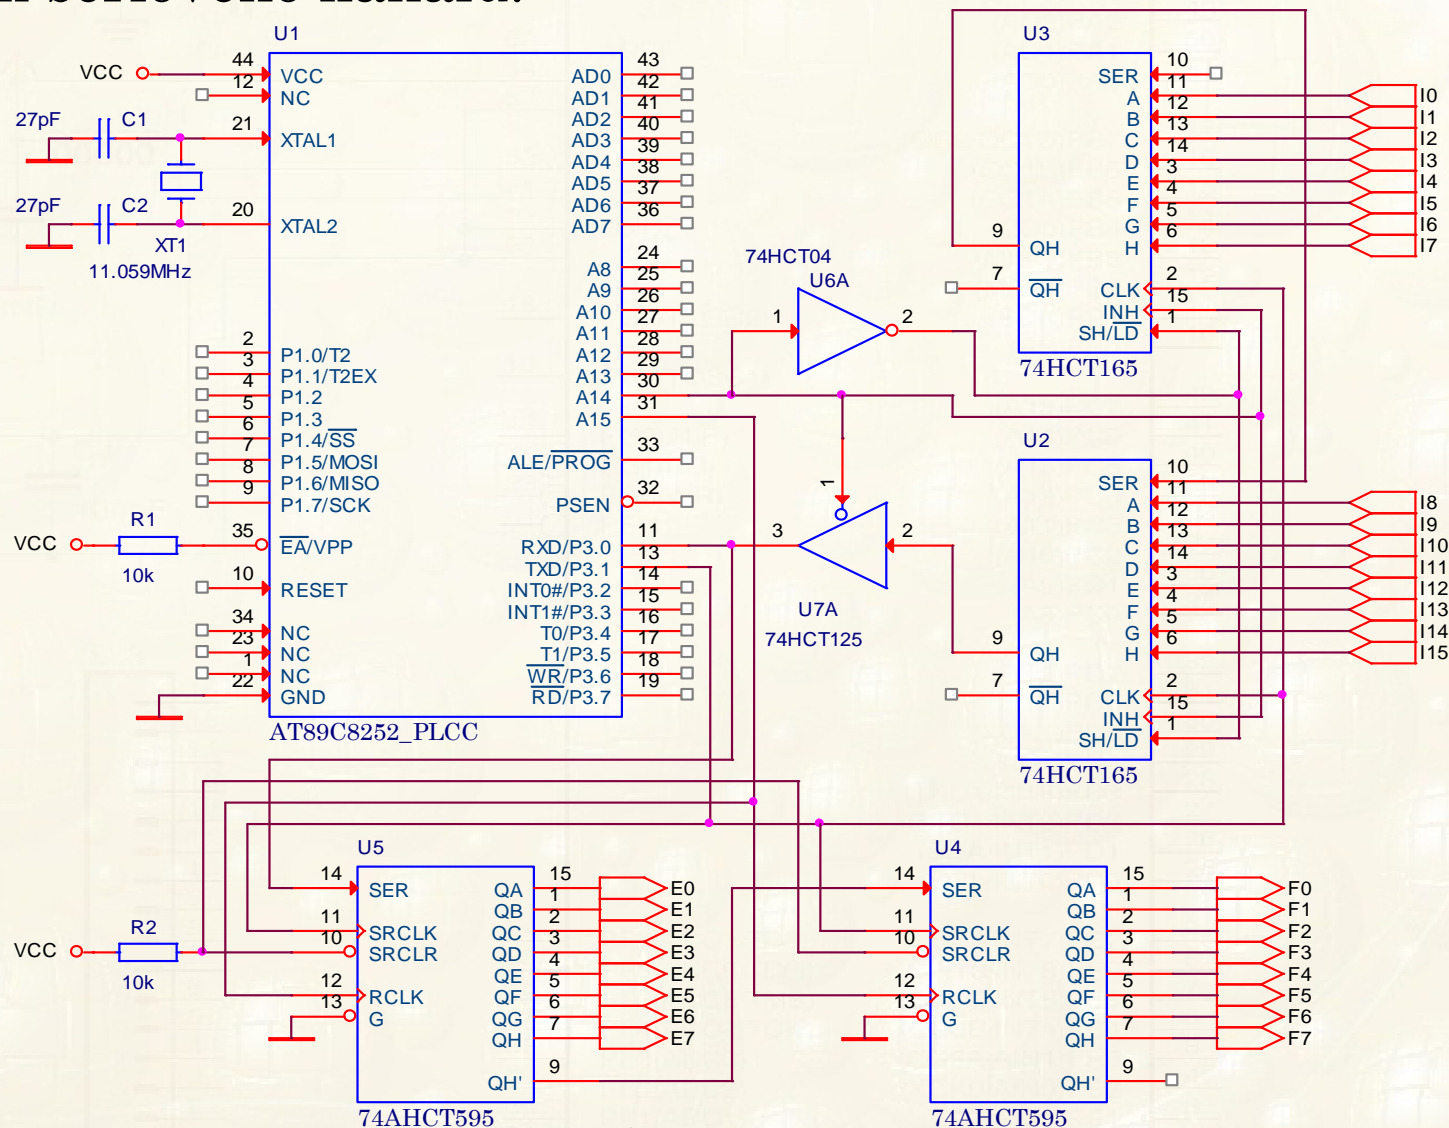 U1
VCC
44 VCC
12 NC
27pF C1
21 XTAL1
27pF C2
20 XTAL2
XT1
11.059MHz
2 P1.0/T2
3 P1.1/T2EX
4 P1.2
5 P1.3
6 P1.4/SS
7 P1.5/MOSI
8 P1.6/MISO
9 P1.7/SCK
R1
VCC
10k
35 EA/VPP
10 RESET
34 NC
23 NC
1 NC
22 GND
AD0 43
AD1 42
AD2 41
AD3 40
AD4 39
AD5 38
AD6 37
AD7 36
A8 24
A9 25
A10 26
A11 27
A12 28
A13 29
A14 30
A15 31
ALE/PROG 33
PSEN 32
RXD/P3.0 11
TXD/P3.1 13
INT0#/P3.2 14
INT1#/P3.3 15
T0/P3.4 16
T1/P3.5 17
WR/P3.6 18
RD/P3.7 19
AT89C8252_PLCC
74HCT04
U6A
1 2
1
3 2
U7A
74HCT125
U3
SER 10
A 11 I0
B 12 I1
C 13 I2
D 14 I3
E 3 I4
F 4 I5
G 5 I6
H 6 I7
9 QH
7 QH
CLK 2
INH 15
SH/LD 1
74HCT165
U2
SER 10
A 11 I8
B 12 I9
C 13 I10
D 14 I11
E 3 I12
F 4 I13
G 5 I14
H 6 I15
9 QH
7 QH
CLK 2
INH 15
SH/LD 1
74HCT165
R2
VCC
10k
U5
14 SER
11 SRCLK
10 SRCLR
12 RCLK
13 G
QA 15 E0
QB 1 E1
QC 2 E2
QD 3 E3
QE 4 E4
QF 5 E5
QG 6 E6
QH 7 E7
QH' 9
74AHCT595
U4
14 SER
11 SRCLK
10 SRCLR
12 RCLK
13 G
QA 15 F0
QB 1 F1
QC 2 F2
QD 3 F3
QE 4 F4
QF 5 F5
QG 6 F6
QH 7 F7
QH' 9
74AHCT595